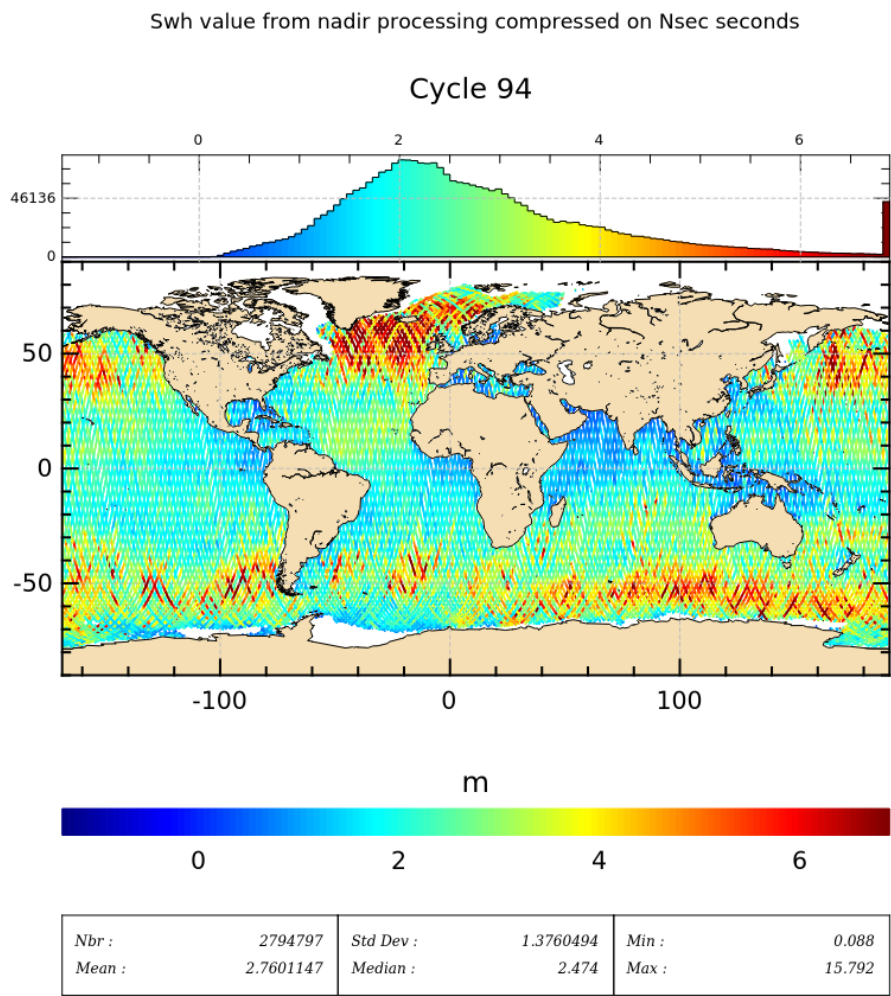 Swh value from nadir processing compressed on Nsec seconds
Cycle 94
0 2 4 6
46136
0
50
0
-50
-100 0 100
m
0 2 4 6
Nbr : 2794797 Std Dev : 1.3760494 Min : 0.088
Mean : 2.7601147 Median : 2.474 Max : 15.792